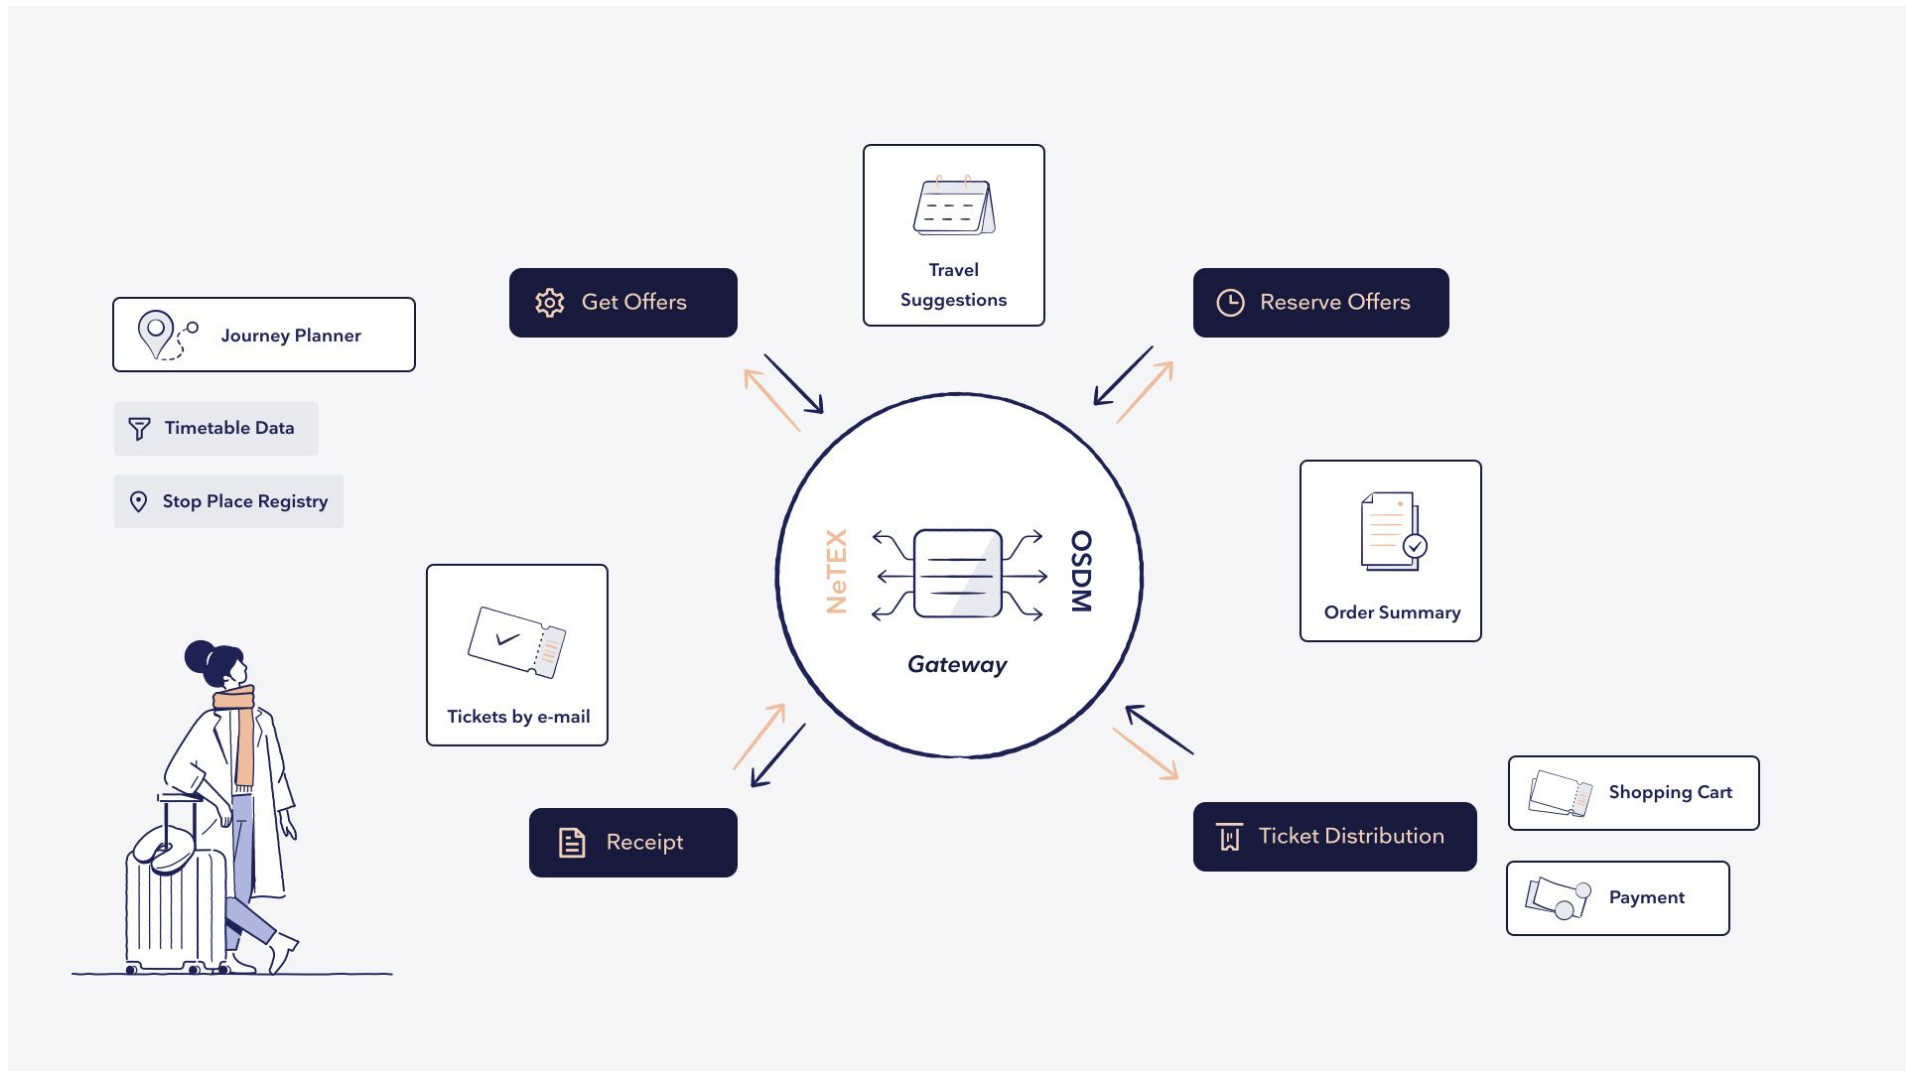 Travel
Suggestions
Get Offers
Reserve Offers
Journey Planner
Timetable Data
Stop Place Registry
NeTEX
OSDM
Gateway
Order Summary
Tickets by e-mail
Receipt
Ticket Distribution
Shopping Cart
Payment